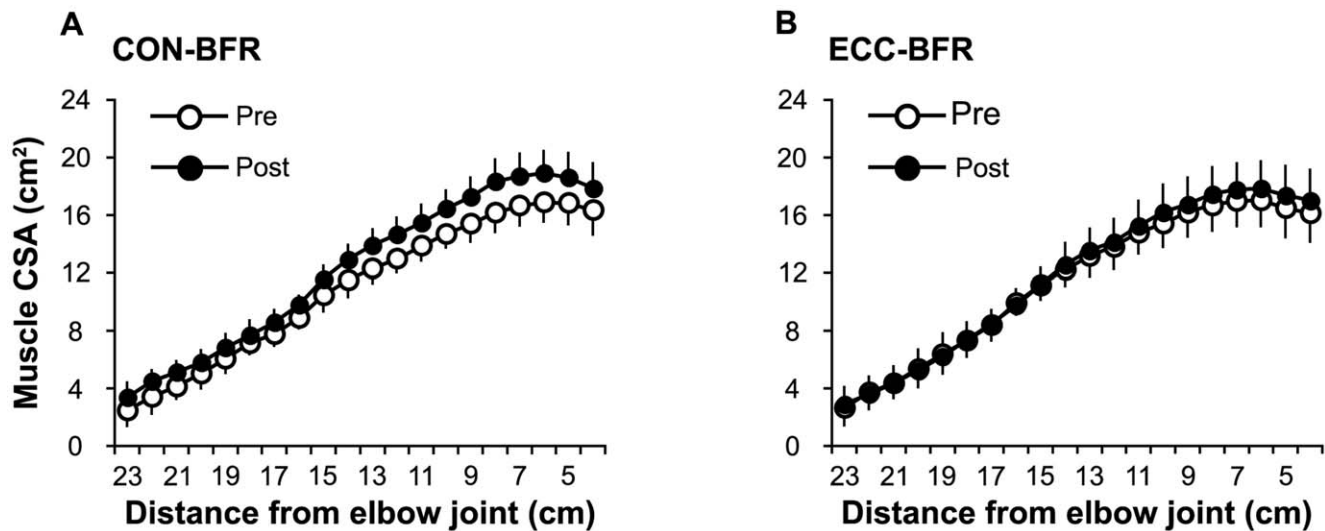 A
CON-BFR
Pre
Post
24
20
16
12
8
4
0
Muscle CSA (cm²)
23 21 19 17 15 13 11 9 7 5
Distance from elbow joint (cm)
B
ECC-BFR
Pre
Post
24
20
16
12
8
4
0
23 21 19 17 15 13 11 9 7 5
Distance from elbow joint (cm)